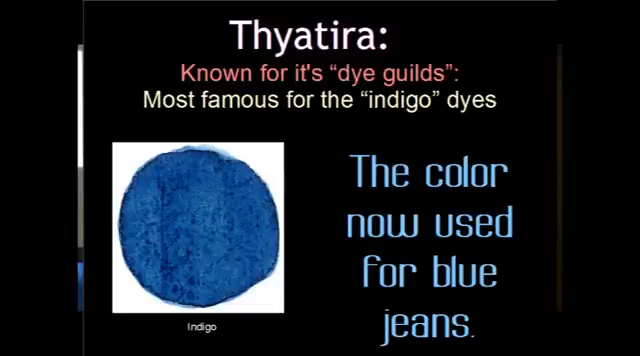 Thyatira:
Known for it's “dye guilds”:
Most famous for the “indigo” dyes
The color
now used
for blue
jeans.
Indigo